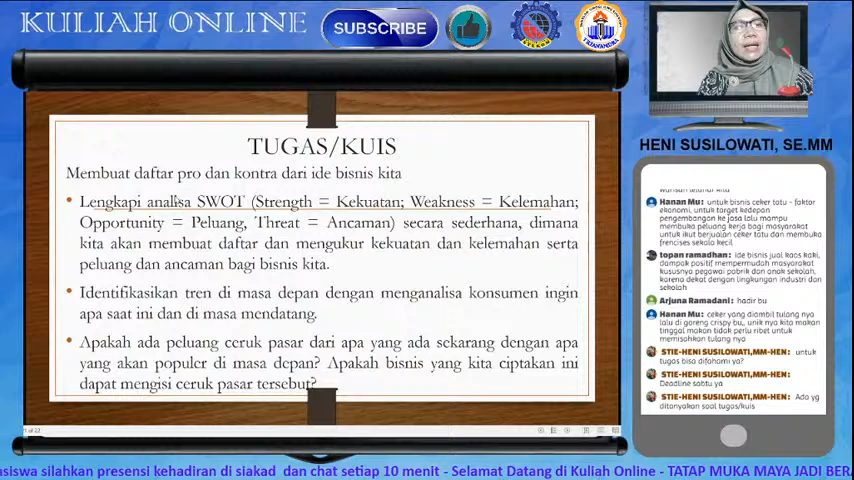 KULIAH ONLINE
SUBSCRIBE
STEKOM
TUGAS/KUIS
Membuat daftar pro dan kontra dari ide bisnis kita
• Lengkapi analisa SWOT (Strength = Kekuatan; Weakness = Kelemahan;
Opportunity = Peluang, Threat = Ancaman) secara sederhana, dimana
kita akan membuat daftar dan mengukur kekuatan dan kelemahan serta
peluang dan ancaman bagi bisnis kita.
• Identifikasikan tren di masa depan dengan menganalisa konsumen ingin
apa saat ini dan di masa mendatang.
• Apakah ada peluang ceruk pasar dari apa yang ada sekarang dengan apa
yang akan populer di masa depan? Apakah bisnis yang kita ciptakan ini
dapat mengisi ceruk pasar tersebut?
of 22
HENI SUSILOWATI, SE.MM
Hanan Mu: untuk bisnis ceker tatu - faktor
ekonomi, untuk target kedepan
pengembangan ke jasa lalu mampu
membuka peluang kerja bagi masyarakat
untuk ikut berjualan ceker tatu dan membuka
frencises sekala kecil
topan ramadhan: ide bisnis jual kaos kaki,
dampak positif mempermudah masyarakat
kususnya pegawai pabrik dan anak sekolah,
karena dekat dengan lingkungan industri dan
sekolah
Arjuna Ramadani: hadir bu
Hanan Mu: ceker yang diambil tulang nya
lalu di goreng crispy bu, unik nya kita makan
tinggal makan tidak perlu ribet untuk
memisahkan tulang nya
STIE-HENI SUSILOWATI,MM-HEN: untuk
tugas bisa difahami ya?
STIE-HENI SUSILOWATI,MM-HEN:
Deadline sabtu ya
STIE-HENI SUSILOWATI,MM-HEN: Ada yg
ditanyakan soal tugas/kuis
asiswa silahkan presensi kehadiran di siakad dan chat setiap 10 menit - Selamat Datang di Kuliah Online - TATAP MUKA MAYA JADI BER